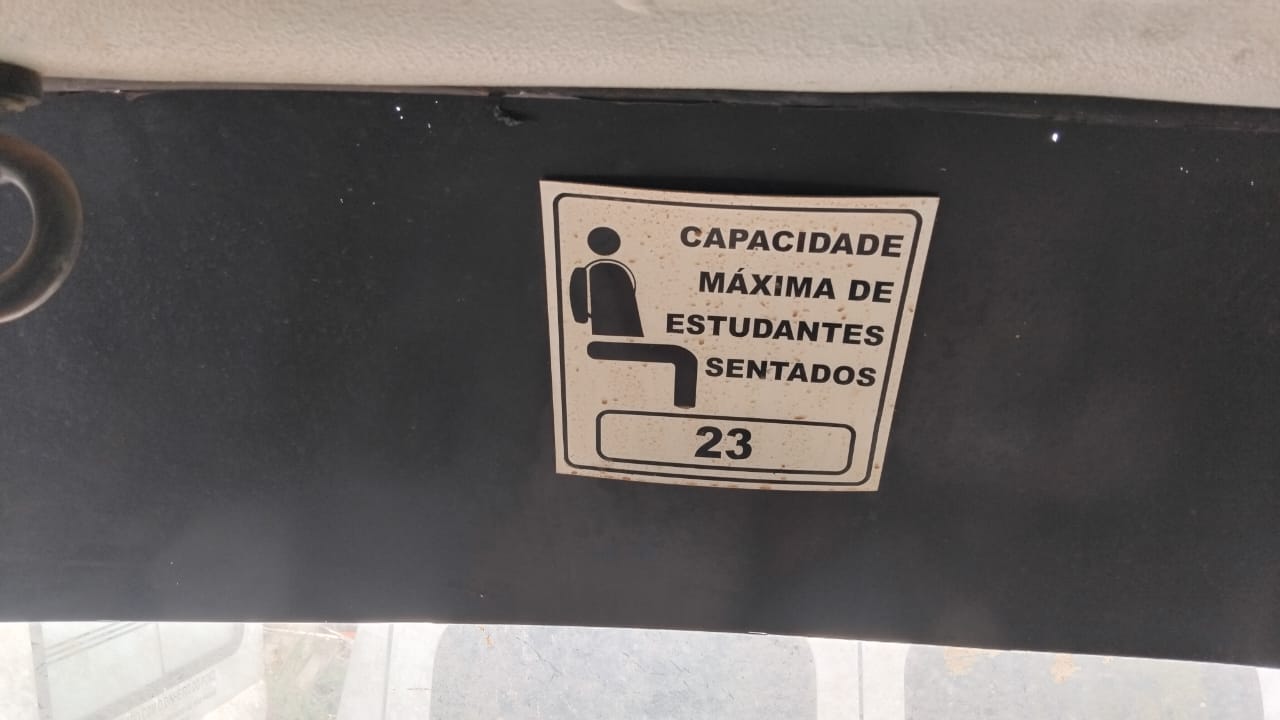 CAPACIDADE
MÁXIMA DE
ESTUDANTES
SENTADOS
23